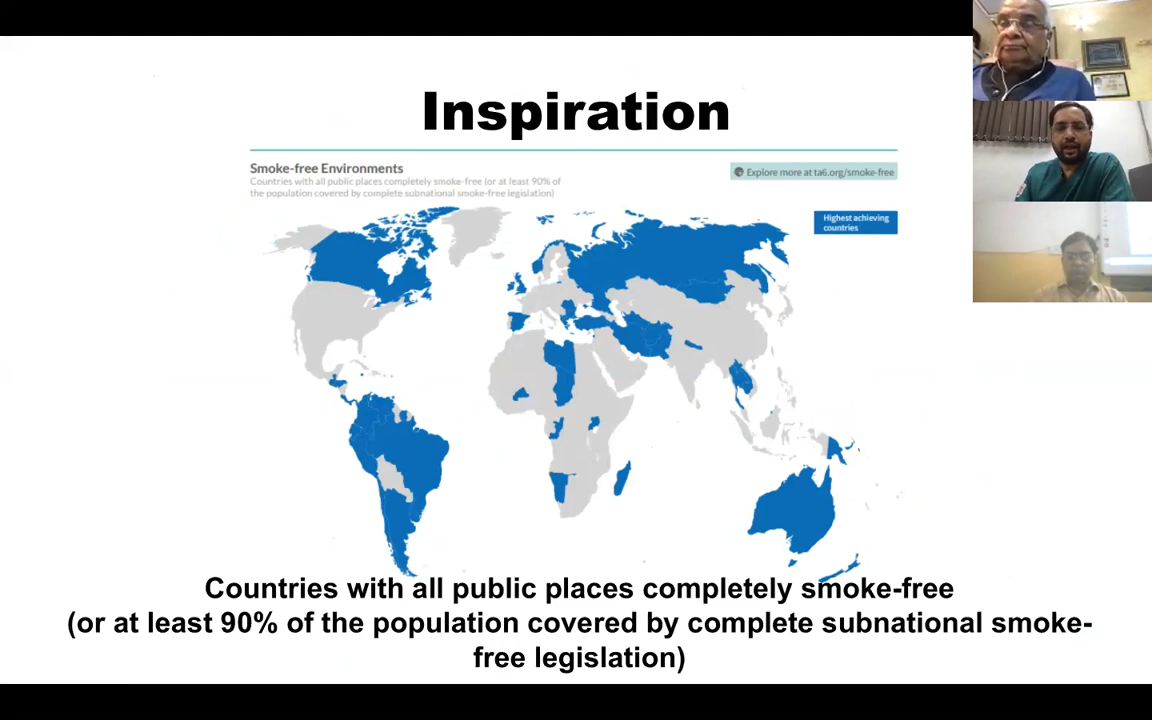 Inspiration
Smoke-free Environments
Countries with all public places completely smoke-free (or at least 90% of
the population covered by complete subnational smoke-free legislation)
Explore more at ta6.org/smoke-free
Highest achieving
countries
Countries with all public places completely smoke-free
(or at least 90% of the population covered by complete subnational smoke-
free legislation)